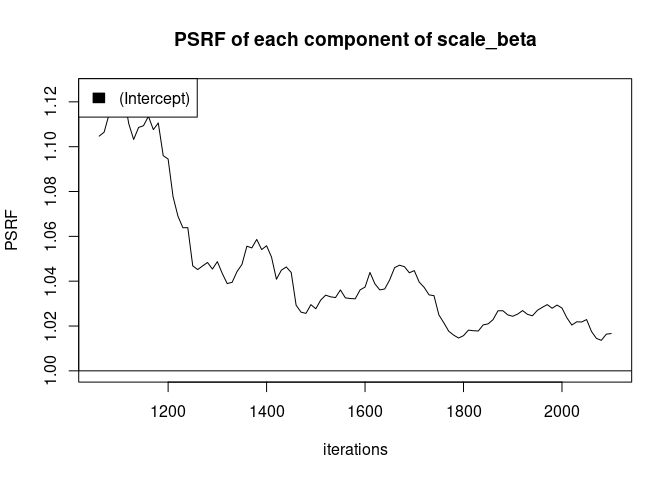 PSRF of each component of scale_beta
(Intercept)
PSRF
1.12
1.10
1.08
1.06
1.04
1.02
1.00
1200 1400 1600 1800 2000
iterations